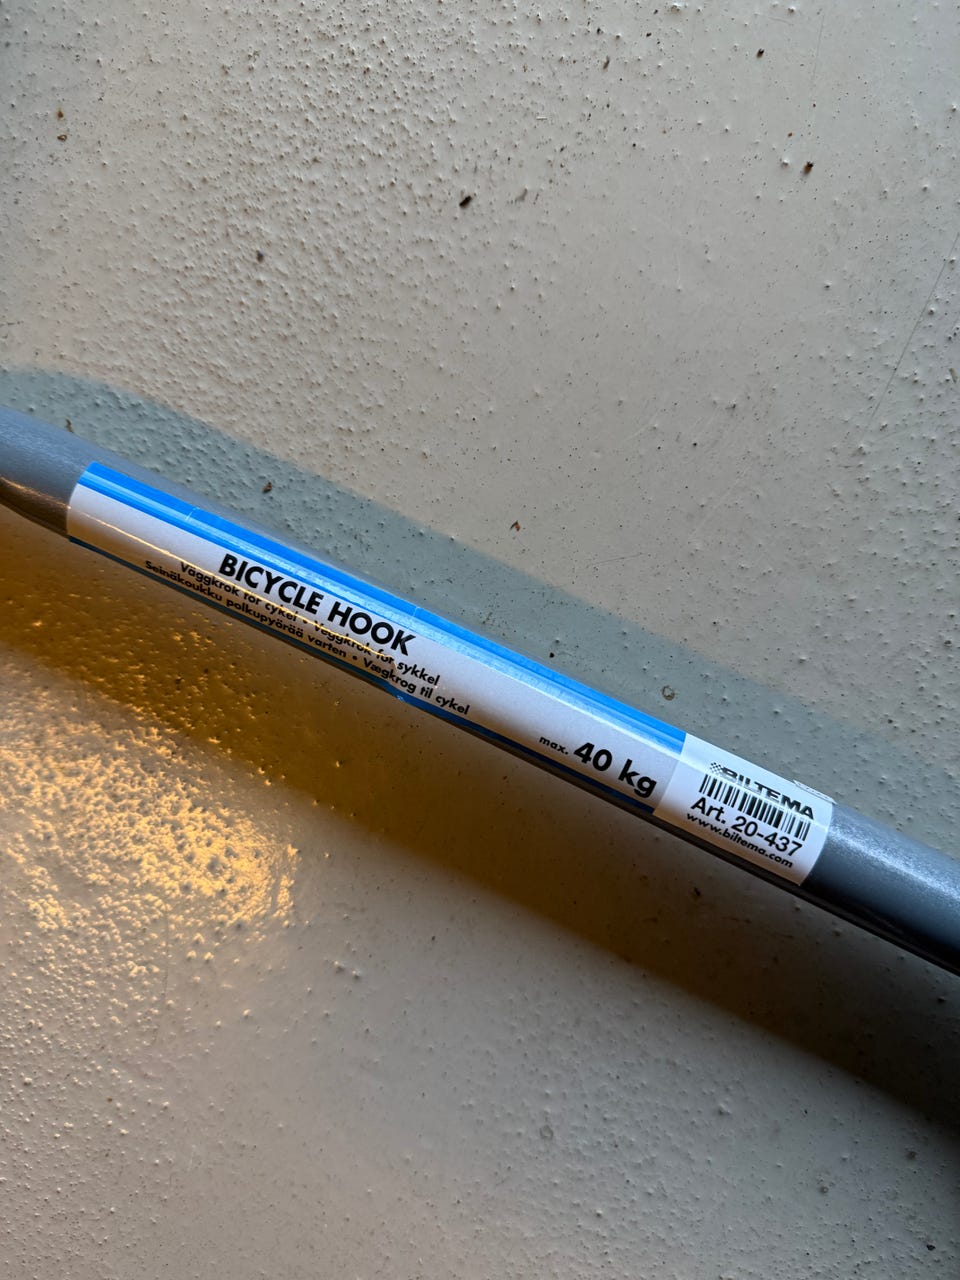 BICYCLE HOOK
Väggkrok för cykel • Veggkrok for sykkel
Seinäkoukku polkupyörää varten • Vægkrog til cykel
max. 40 kg
BILTEMA
Art. 20-437
www.biltema.com